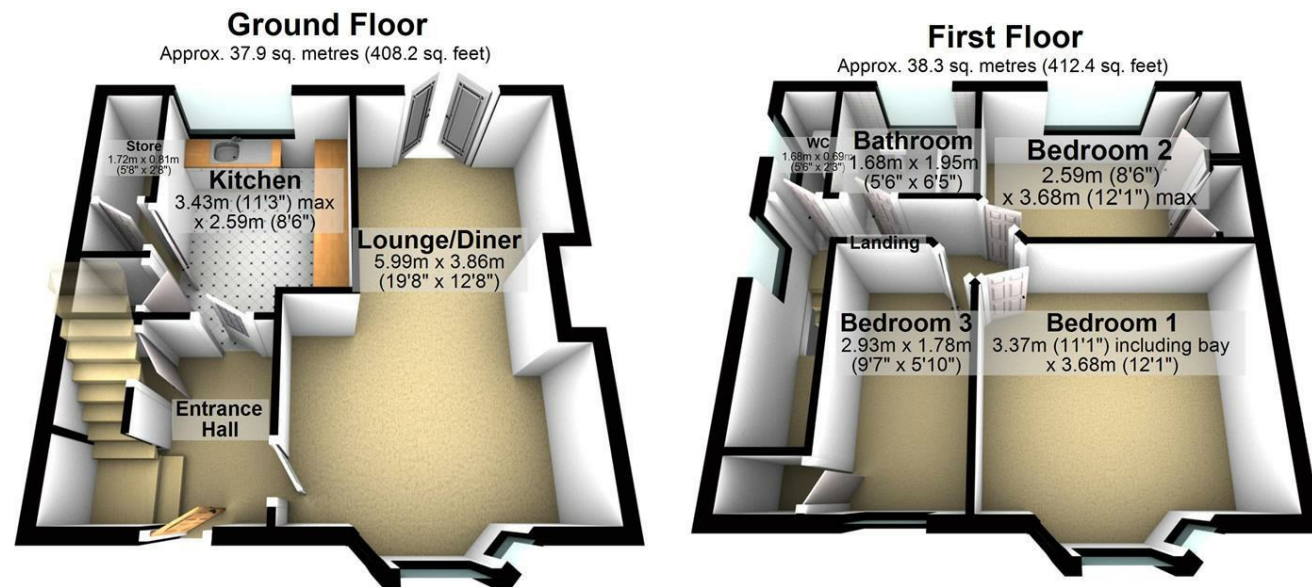 Ground Floor
Approx. 37.9 sq. metres (408.2 sq. feet)
Store
1.72m x 0.81m
(5'8" x 2'8")
Kitchen
3.43m (11'3") max
x 2.59m (8'6")
Lounge/Diner
5.99m x 3.86m
(19'8" x 12'8")
Entrance
Hall
First Floor
Approx. 38.3 sq. metres (412.4 sq. feet)
WC
1.68m x 0.69m
(5'6" x 2'3")
Bathroom
1.68m x 1.95m
(5'6" x 6'5")
Bedroom 2
2.59m (8'6")
x 3.68m (12'1") max
Landing
Bedroom 3
2.93m x 1.78m
(9'7" x 5'10")
Bedroom 1
3.37m (11'1") including bay
x 3.68m (12'1")